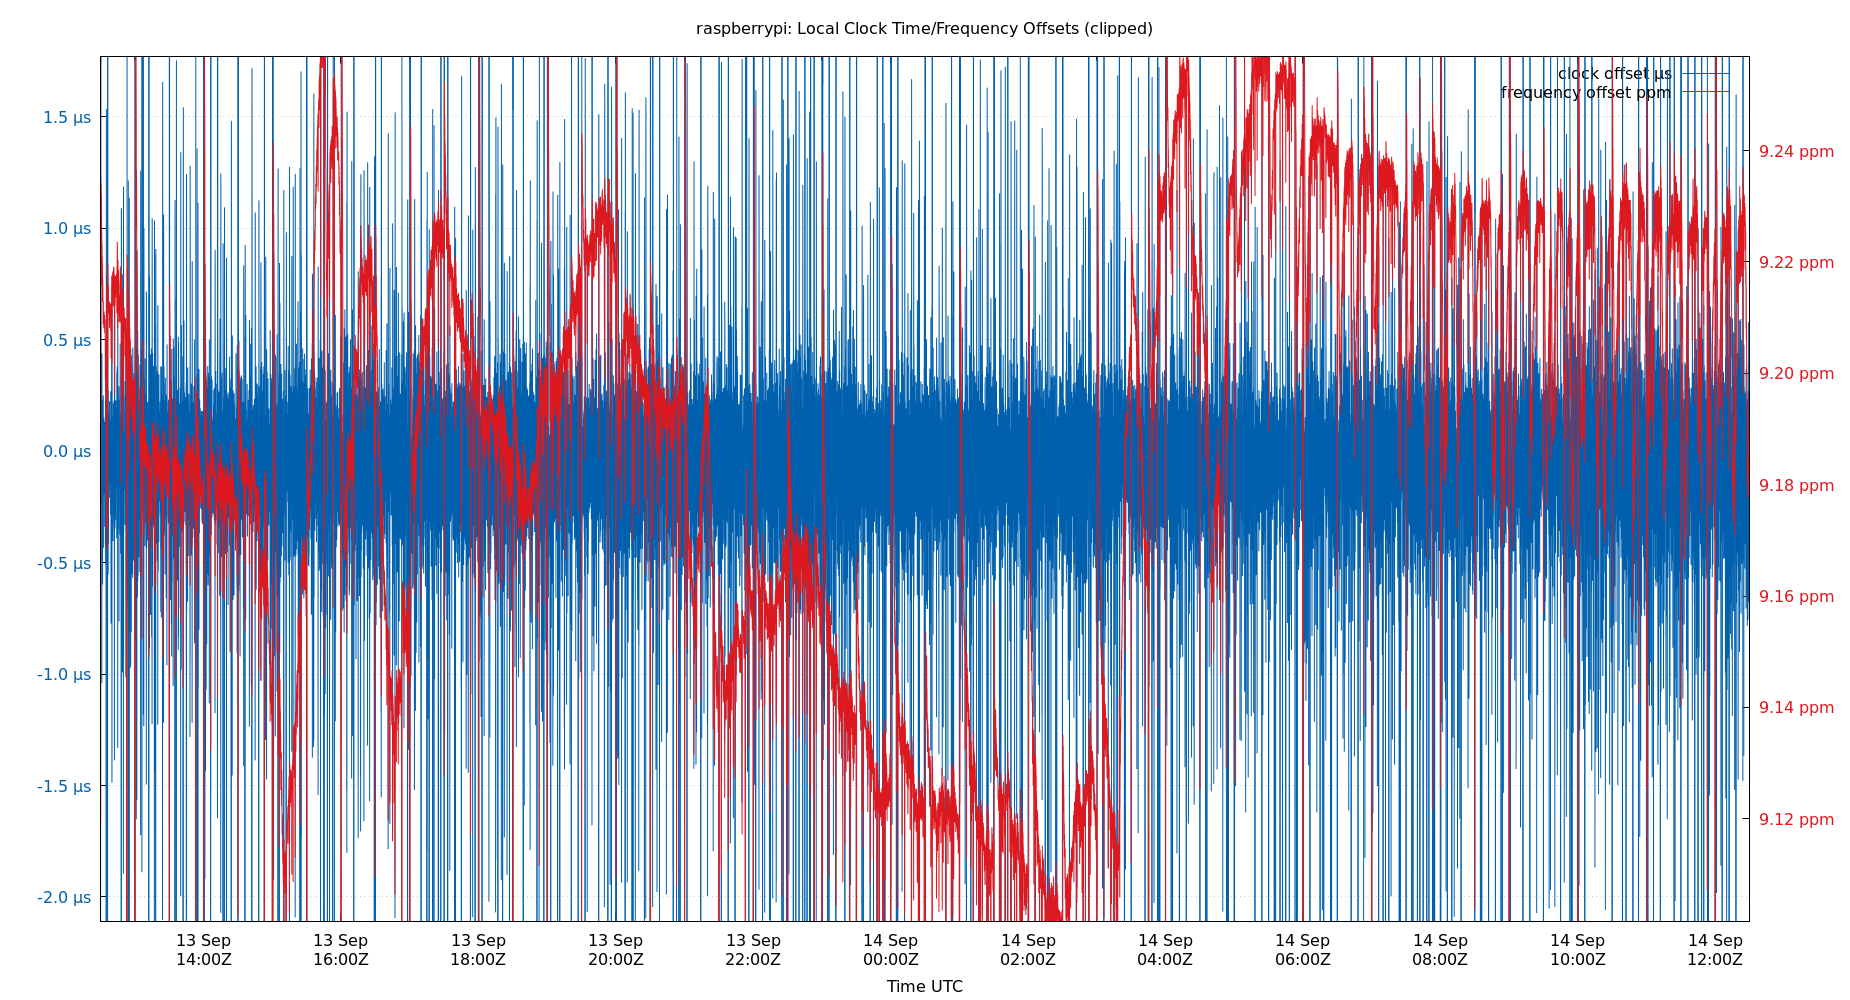 raspberrypi: Local Clock Time/Frequency Offsets (clipped)
clock offset µs
frequency offset ppm
1.5 µs
1.0 µs
0.5 µs
0.0 µs
-0.5 µs
-1.0 µs
-1.5 µs
-2.0 µs
9.24 ppm
9.22 ppm
9.20 ppm
9.18 ppm
9.16 ppm
9.14 ppm
9.12 ppm
13 Sep 13 Sep 13 Sep 13 Sep 13 Sep 14 Sep 14 Sep 14 Sep 14 Sep 14 Sep 14 Sep 14 Sep
14:00Z 16:00Z 18:00Z 20:00Z 22:00Z 00:00Z 02:00Z 04:00Z 06:00Z 08:00Z 10:00Z 12:00Z
Time UTC